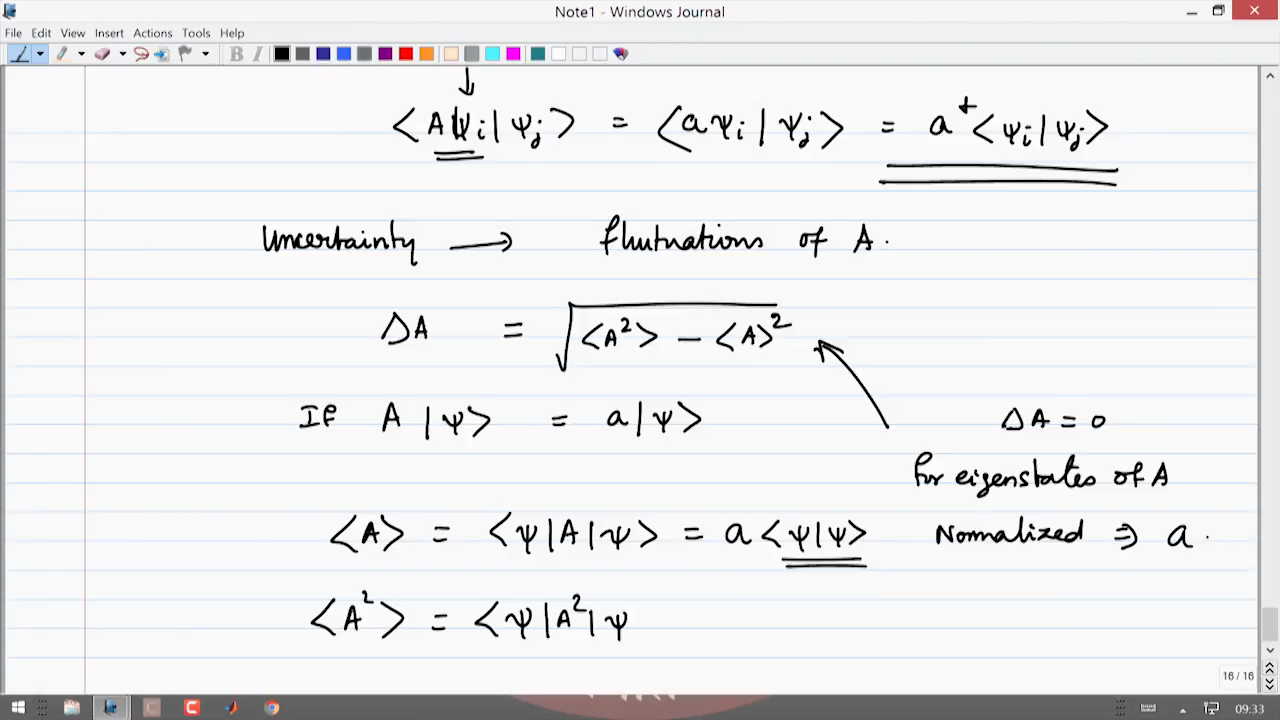 Note1 - Windows Journal
File Edit View Insert Actions Tools Help
B I
↓
⟨Aψi|ψj⟩ = ⟨aψi|ψj⟩ = a⁺⟨ψi|ψj⟩
Uncertainty → flutuations of A.
ΔA = √⟨A²⟩ - ⟨A⟩²
If A|ψ⟩ = a|ψ⟩
ΔA = 0
for eigenstates of A
⟨A⟩ = ⟨ψ|A|ψ⟩ = a⟨ψ|ψ⟩ Normalized ⇒ a.
⟨A²⟩ = ⟨ψ|A²|ψ
16 / 16
09:33